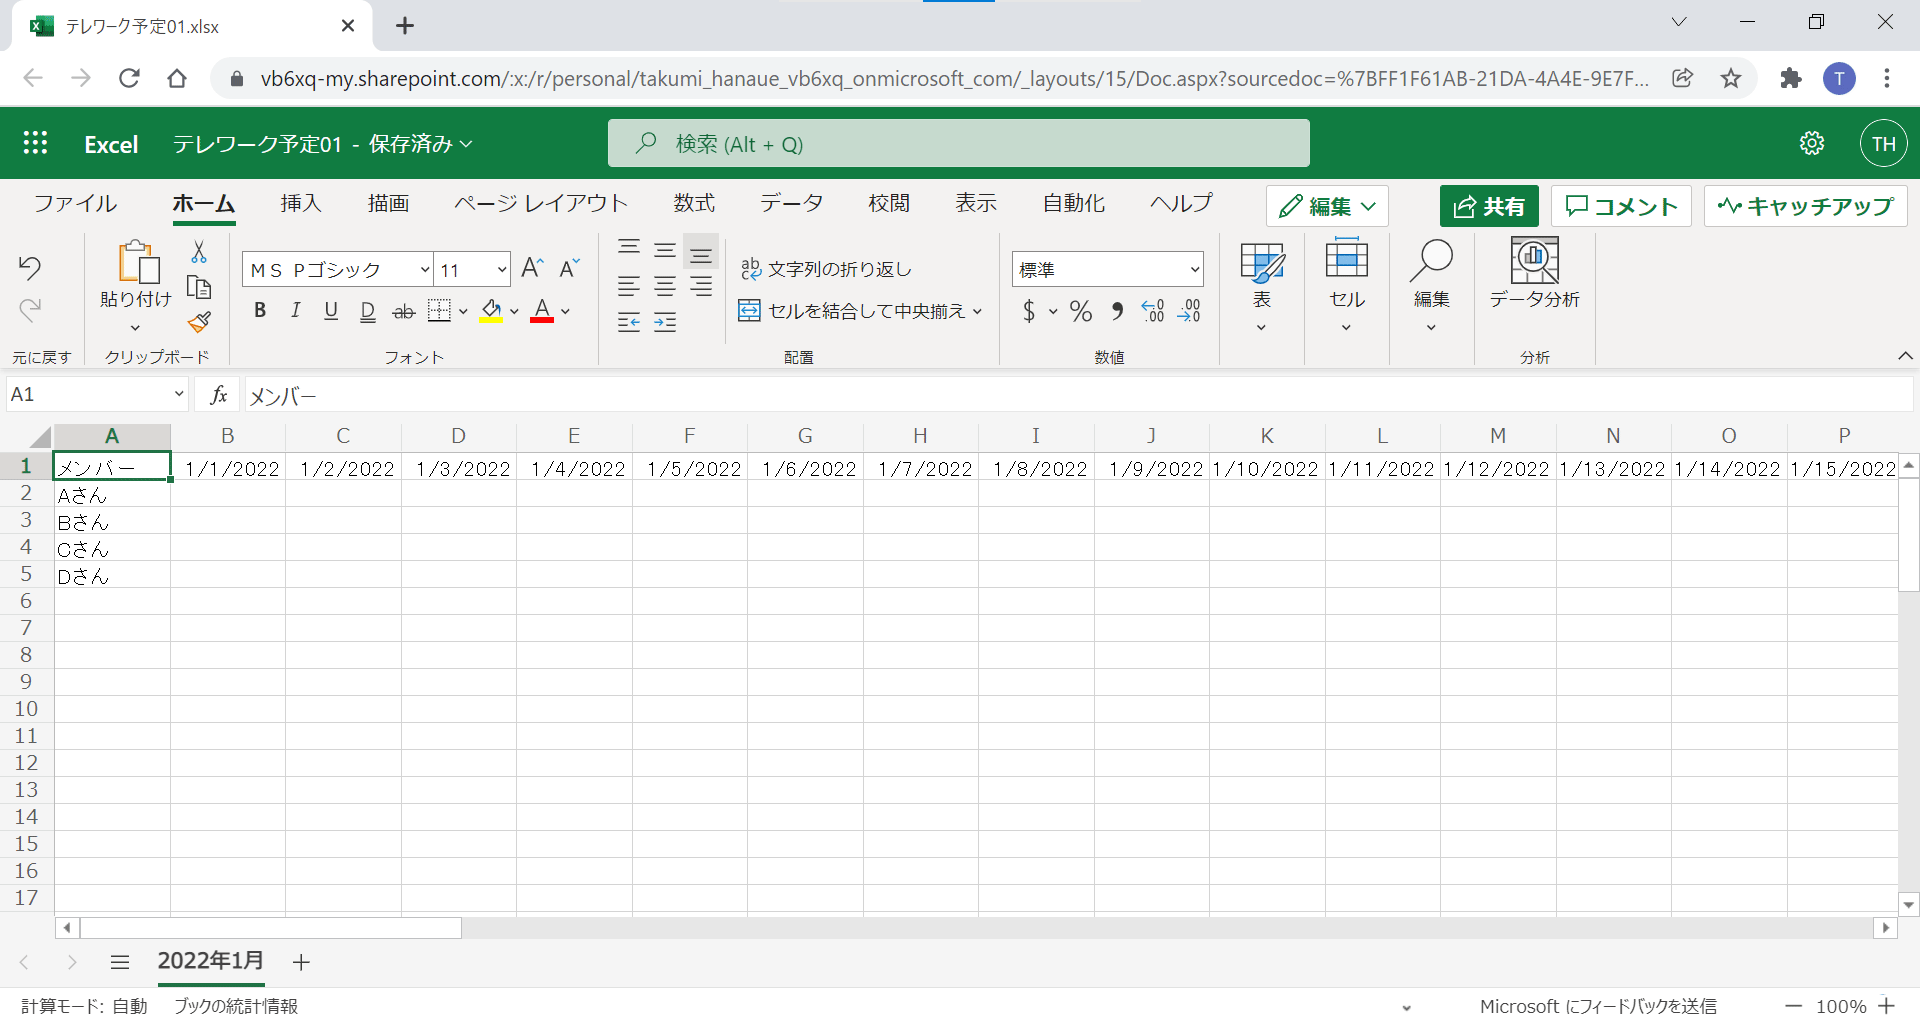 テレワーク予定01.xlsx
vb6xq-my.sharepoint.com/:x:/r/personal/takumi_hanaue_vb6xq_onmicrosoft_com/_layouts/15/Doc.aspx?sourcedoc=%7BFF1F61AB-21DA-4A4E-9E7F...
T
Excel テレワーク予定01 - 保存済み 検索 (Alt + Q) TH
ファイル ホーム 挿入 描画 ページ レイアウト 数式 データ 校閲 表示 自動化 ヘルプ 編集 共有 コメント キャッチアップ
貼り付け MS Pゴシック 11 A A ab c 文字列の折り返し 標準 表 セル 編集 データ分析
B I U D ab A セルを結合して中央揃え $ % , .0 .00 .00 .0
元に戻す クリップボード フォント 配置 数値 分析
A1 fx メンバー
A B C D E F G H I J K L M N O P
1 メンバー 1/1/2022 1/2/2022 1/3/2022 1/4/2022 1/5/2022 1/6/2022 1/7/2022 1/8/2022 1/9/2022 1/10/2022 1/11/2022 1/12/2022 1/13/2022 1/14/2022 1/15/2022
2 Aさん
3 Bさん
4 Cさん
5 Dさん
6
7
8
9
10
11
12
13
14
15
16
17
2022年1月
計算モード: 自動 ブックの統計情報 Microsoft にフィードバックを送信 100%